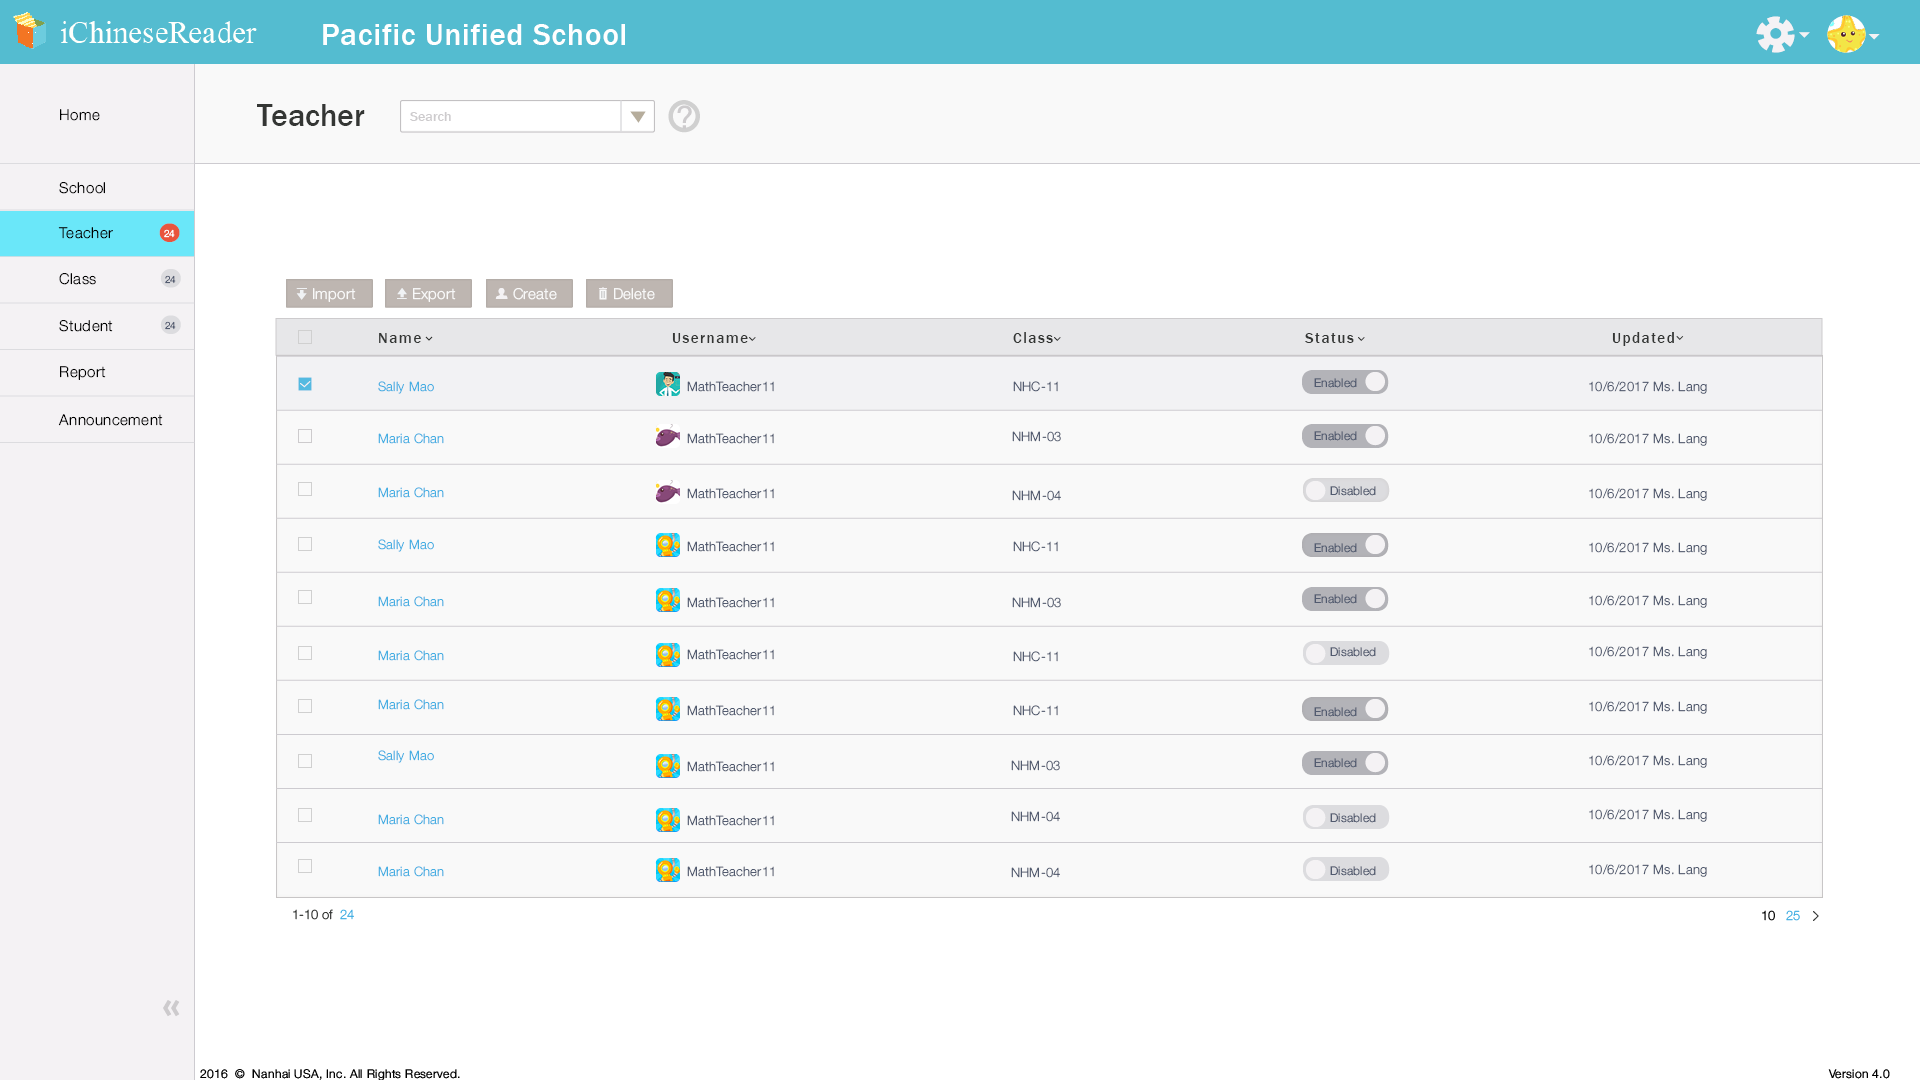 iChineseReader
Pacific Unified School
Home
School
Teacher 24
Class 24
Student 24
Report
Announcement
Teacher
Search
Import Export Create Delete
Name Username Class Status Updated
Sally Mao MathTeacher11 NHC-11 Enabled 10/6/2017 Ms. Lang
Maria Chan MathTeacher11 NHM-03 Enabled 10/6/2017 Ms. Lang
Maria Chan MathTeacher11 NHM-04 Disabled 10/6/2017 Ms. Lang
Sally Mao MathTeacher11 NHC-11 Enabled 10/6/2017 Ms. Lang
Maria Chan MathTeacher11 NHM-03 Enabled 10/6/2017 Ms. Lang
Maria Chan MathTeacher11 NHC-11 Disabled 10/6/2017 Ms. Lang
Maria Chan MathTeacher11 NHC-11 Enabled 10/6/2017 Ms. Lang
Sally Mao MathTeacher11 NHM-03 Enabled 10/6/2017 Ms. Lang
Maria Chan MathTeacher11 NHM-04 Disabled 10/6/2017 Ms. Lang
Maria Chan MathTeacher11 NHM-04 Disabled 10/6/2017 Ms. Lang
1-10 of 24
10 25 >
2016 © Nanhai USA, Inc. All Rights Reserved.
Version 4.0